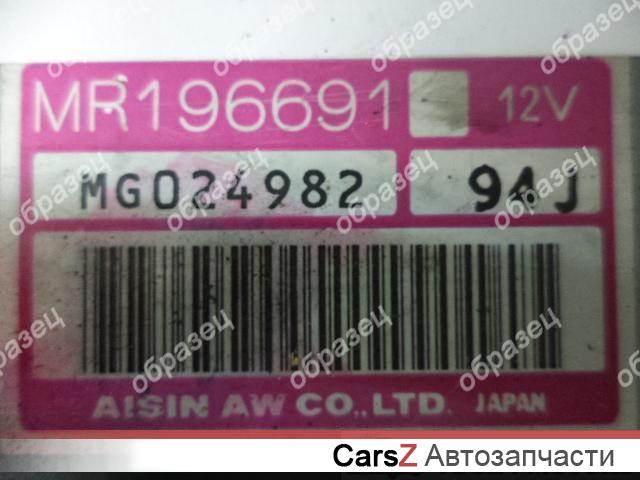 MR196691 12V
MG024982 94J
AISIN AW CO.,LTD. JAPAN
CarsZ Автозапчасти
образец